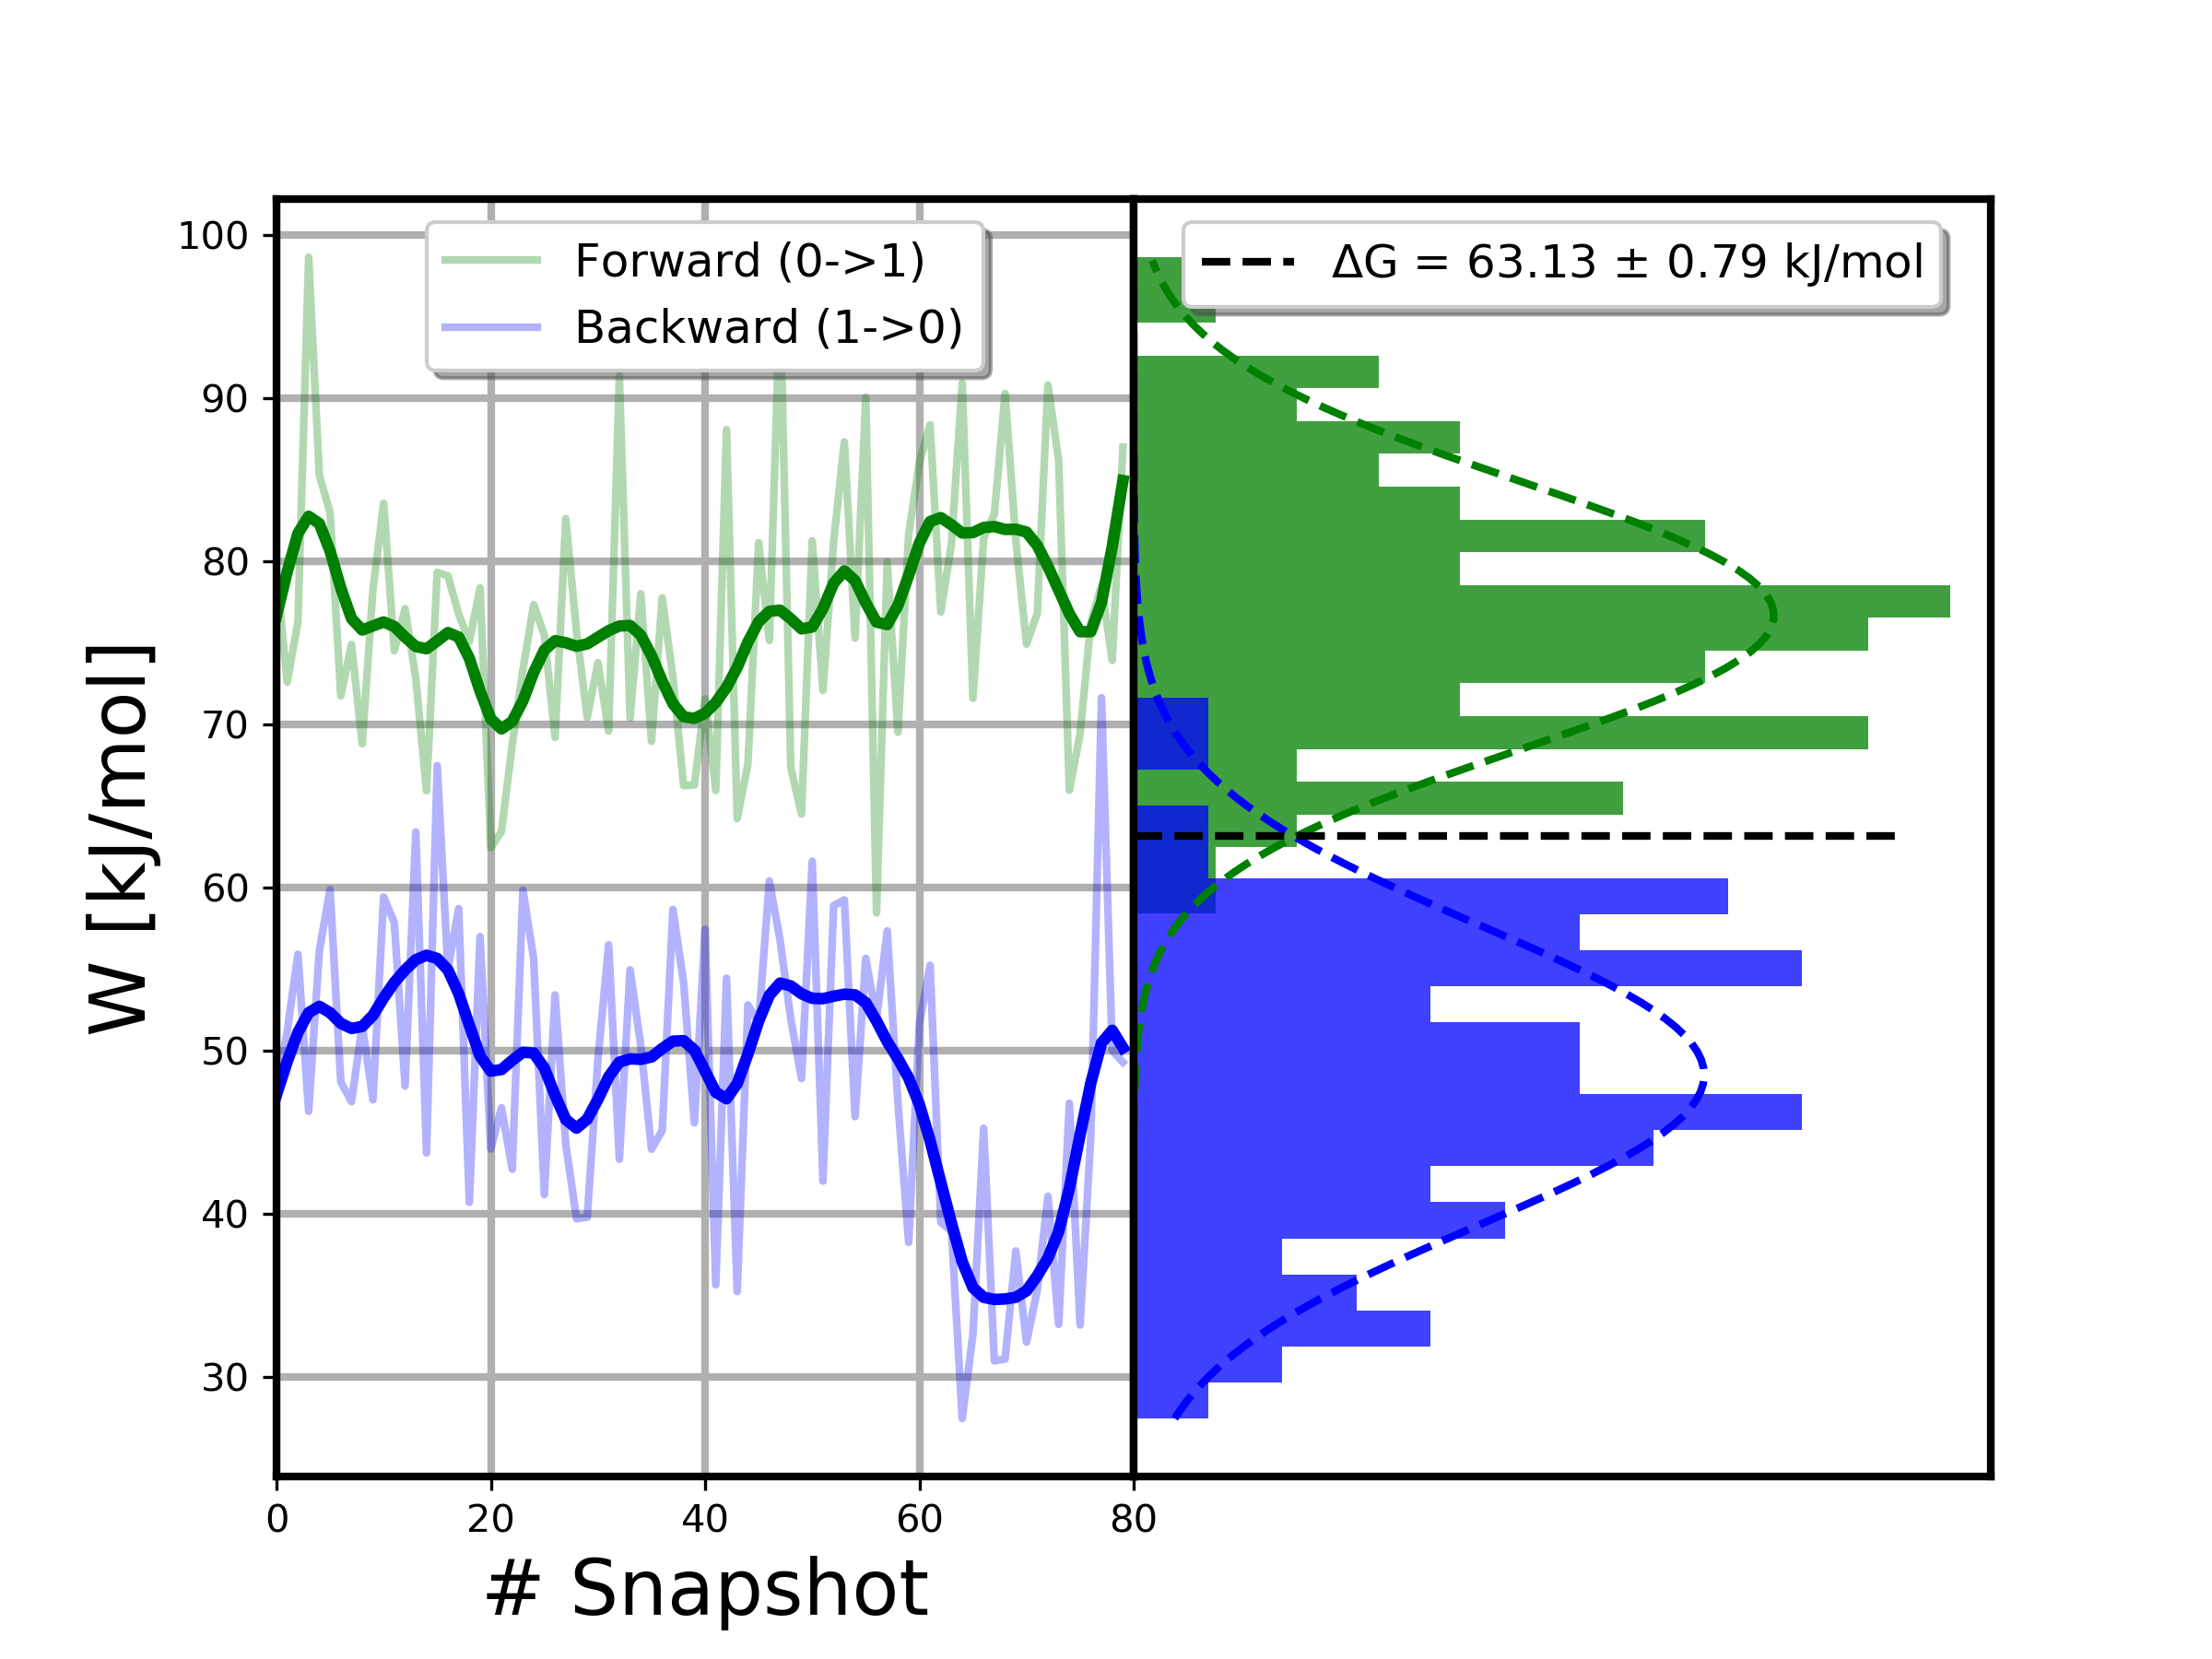 Forward (0->1)
Backward (1->0)
ΔG = 63.13 ± 0.79 kJ/mol
W [kJ/mol]
100
90
80
70
60
50
40
30
0 20 40 60 80
# Snapshot